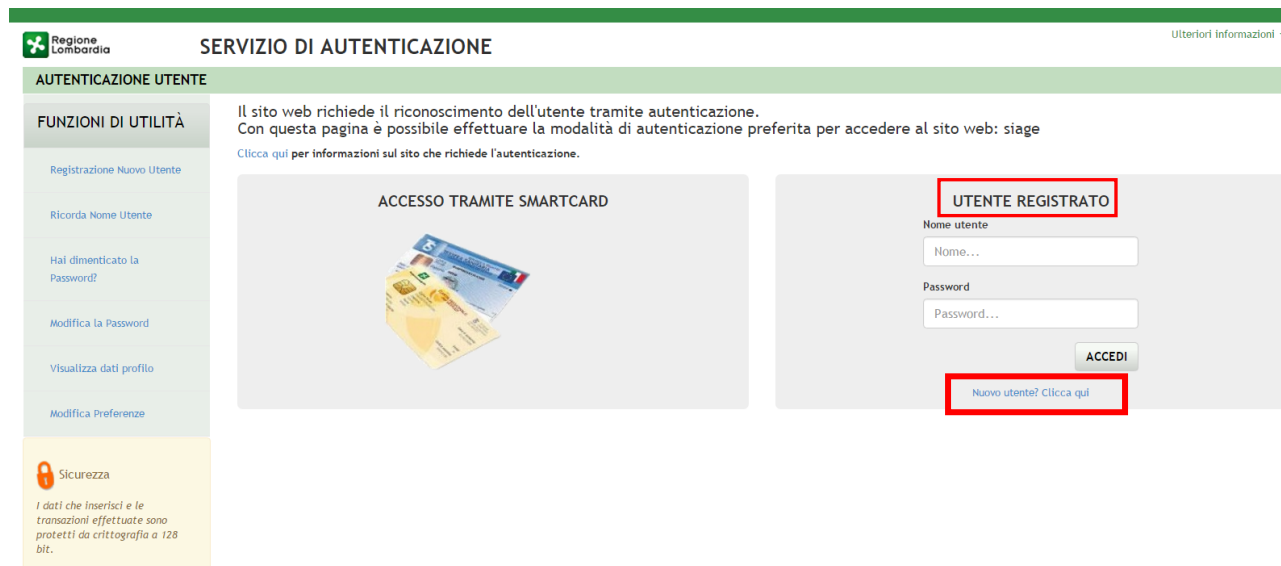 Regione
Lombardia
SERVIZIO DI AUTENTICAZIONE
Ulteriori informazioni
AUTENTICAZIONE UTENTE
FUNZIONI DI UTILITÀ
Registrazione Nuovo Utente
Ricorda Nome Utente
Hai dimenticato la
Password?
Modifica la Password
Visualizza dati profilo
Modifica Preferenze
Sicurezza
I dati che inserisci e le
transazioni effettuate sono
protetti da crittografia a 128
bit.
Il sito web richiede il riconoscimento dell'utente tramite autenticazione.
Con questa pagina è possibile effettuare la modalità di autenticazione preferita per accedere al sito web: siage
Clicca qui per informazioni sul sito che richiede l'autenticazione.
ACCESSO TRAMITE SMARTCARD
UTENTE REGISTRATO
Nome utente
Nome...
Password
Password...
ACCEDI
Nuovo utente? Clicca qui